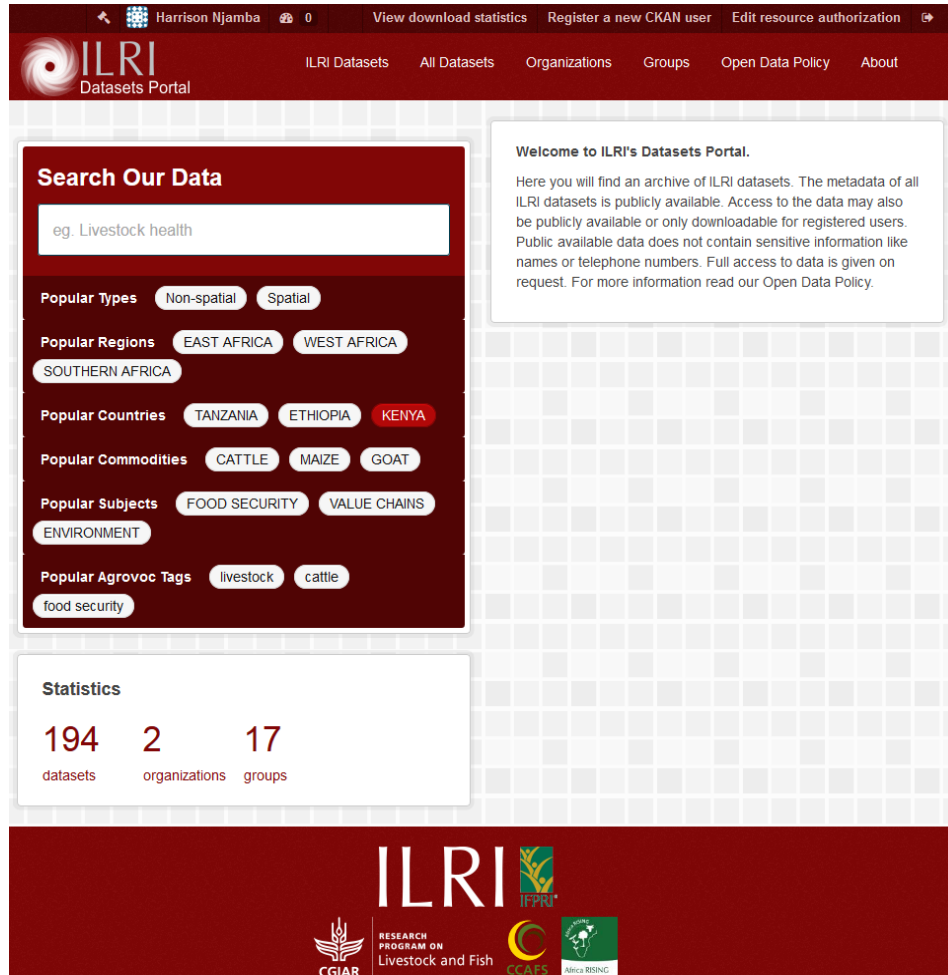 Harrison Njamba 0 View download statistics Register a new CKAN user Edit resource authorization
ILRI
Datasets Portal
ILRI Datasets All Datasets Organizations Groups Open Data Policy About
Search Our Data
eg. Livestock health
Popular Types Non-spatial Spatial
Popular Regions EAST AFRICA WEST AFRICA
SOUTHERN AFRICA
Popular Countries TANZANIA ETHIOPIA KENYA
Popular Commodities CATTLE MAIZE GOAT
Popular Subjects FOOD SECURITY VALUE CHAINS
ENVIRONMENT
Popular Agrovoc Tags livestock cattle
food security
Welcome to ILRI's Datasets Portal.
Here you will find an archive of ILRI datasets. The metadata of all
ILRI datasets is publicly available. Access to the data may also
be publicly available or only downloadable for registered users.
Public available data does not contain sensitive information like
names or telephone numbers. Full access to data is given on
request. For more information read our Open Data Policy.
Statistics
194 2 17
datasets organizations groups
ILRI
IFPRI®
RESEARCH
PROGRAM ON
Livestock and Fish
CGIAR
CCAFS
Africa RISING
Africa RISING